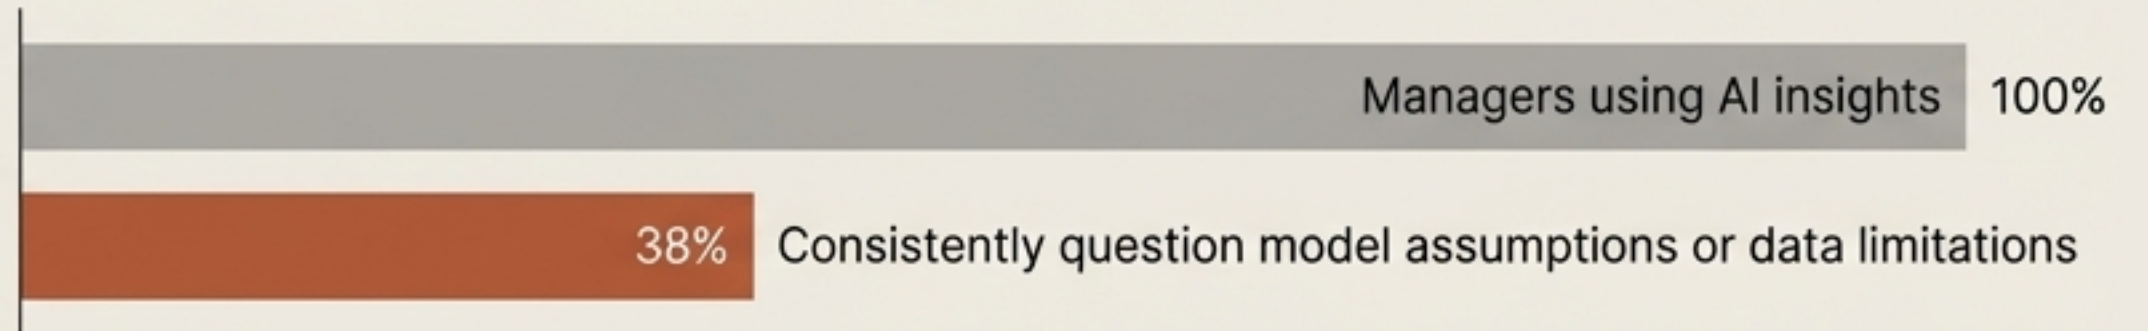 Managers using AI insights 100%
38% Consistently question model assumptions or data limitations